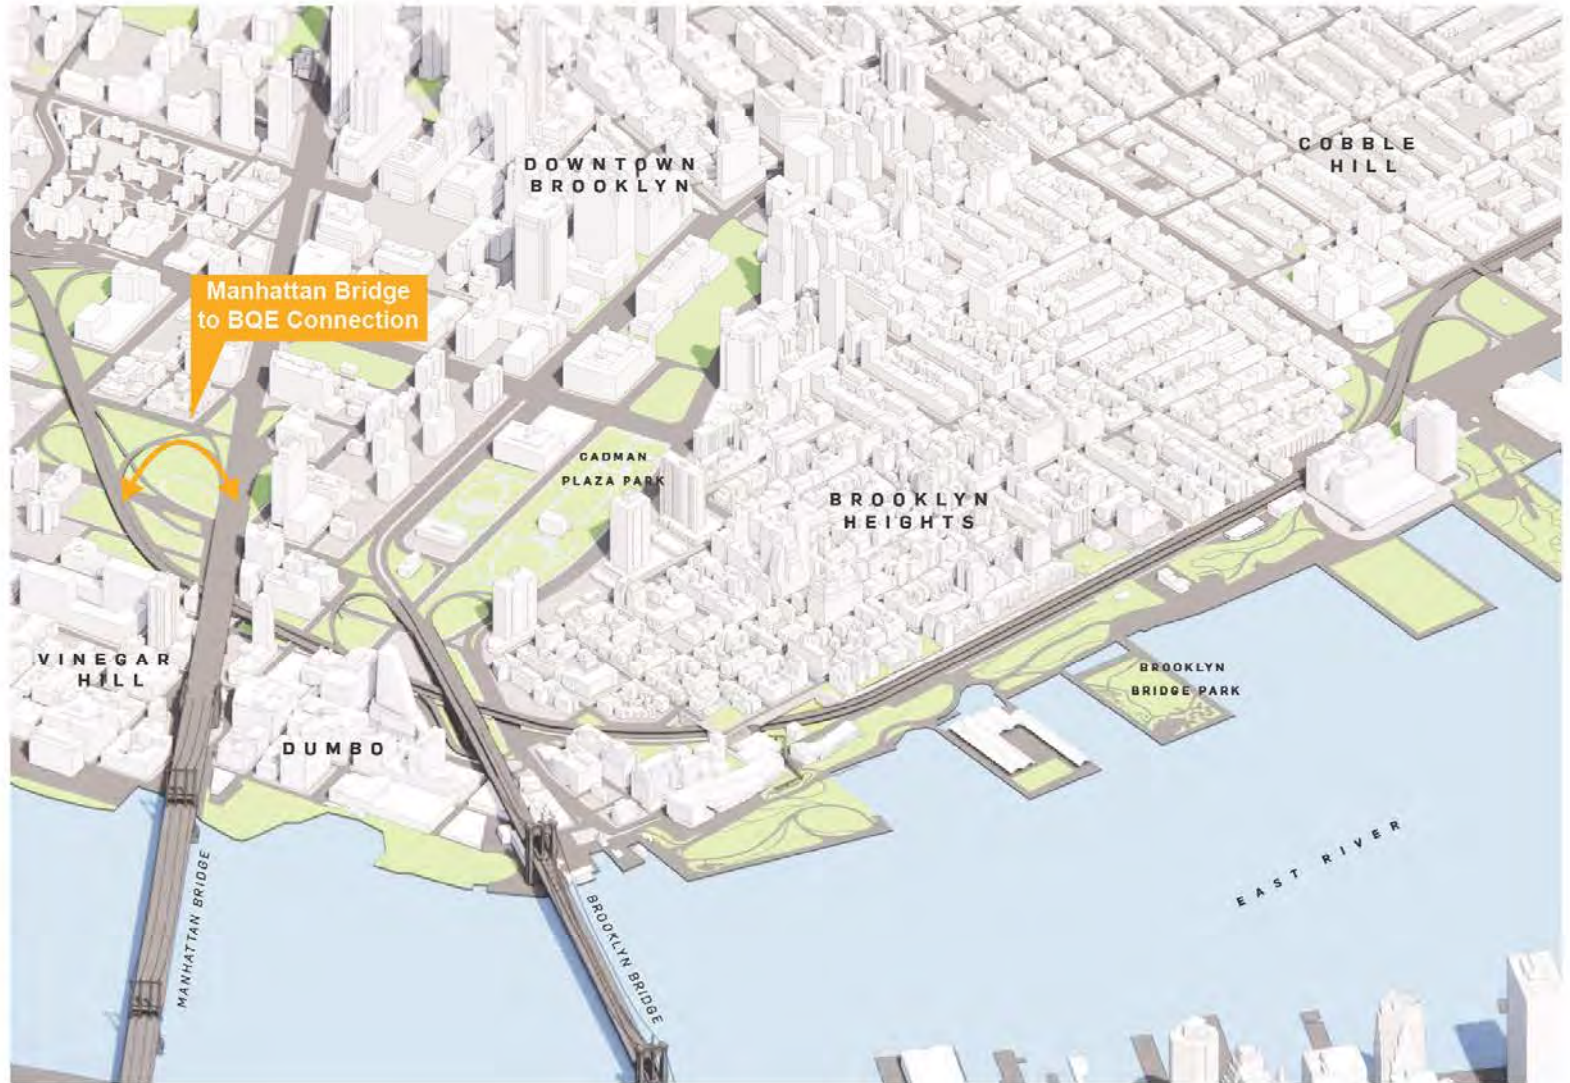 DOWNTOWN
BROOKLYN
COBBLE
HILL
Manhattan Bridge
to BQE Connection
CADMAN
PLAZA PARK
BROOKLYN
HEIGHTS
VINEGAR
HILL
DUMBO
BROOKLYN
BRIDGE PARK
EAST RIVER
MANHATTAN BRIDGE
BROOKLYN BRIDGE